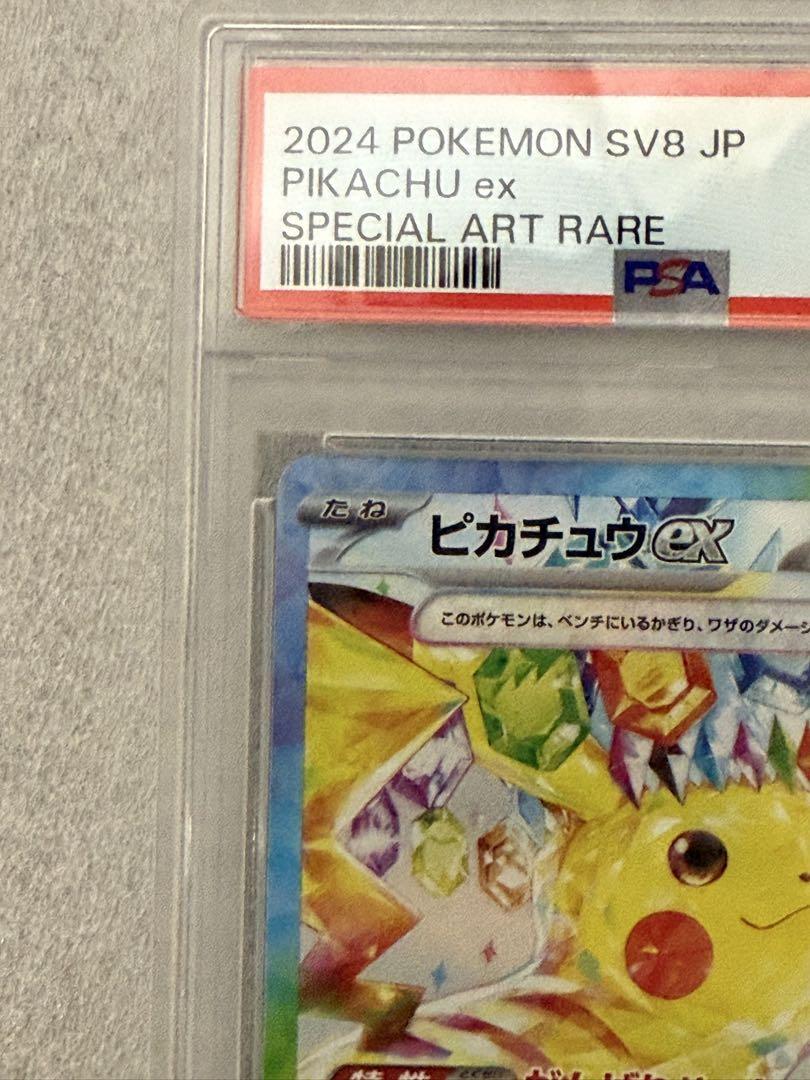 2024 POKEMON SV8 JP
PIKACHU ex
SPECIAL ART RARE
PSA
たね
ピカチュウex
このポケモンは、ベンチにいるかぎり、ワザのダメージ
特性